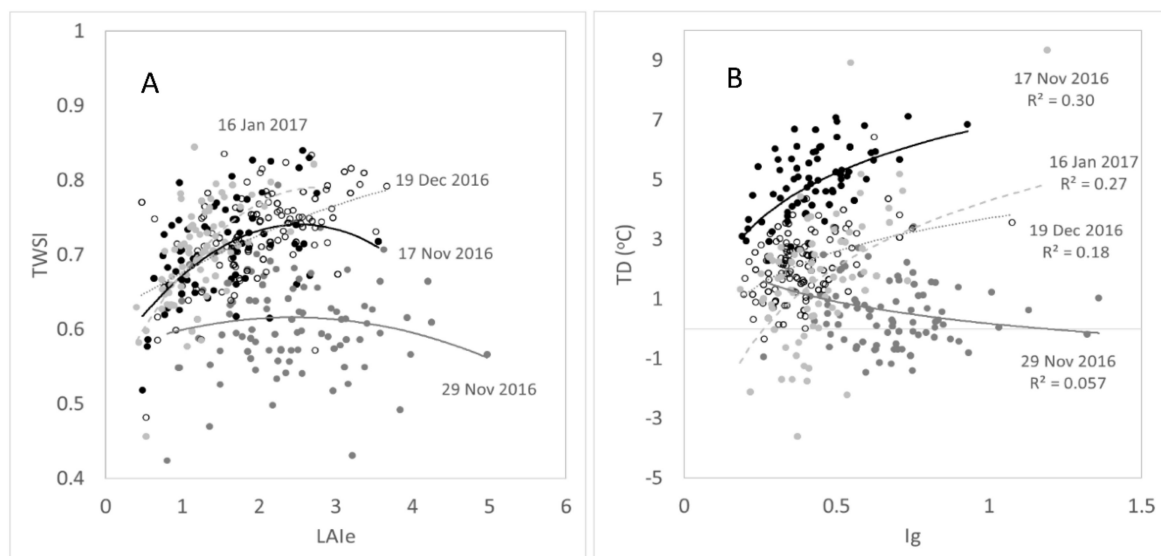 A
1
0.9
0.8
0.7
0.6
0.5
0.4
TWSI
0 1 2 3 4 5 6
LAIe
16 Jan 2017
19 Dec 2016
17 Nov 2016
29 Nov 2016
B
9
7
5
3
1
-1
-3
-5
TD (°C)
0 0.5 1 1.5
Ig
17 Nov 2016
R² = 0.30
16 Jan 2017
R² = 0.27
19 Dec 2016
R² = 0.18
29 Nov 2016
R² = 0.057